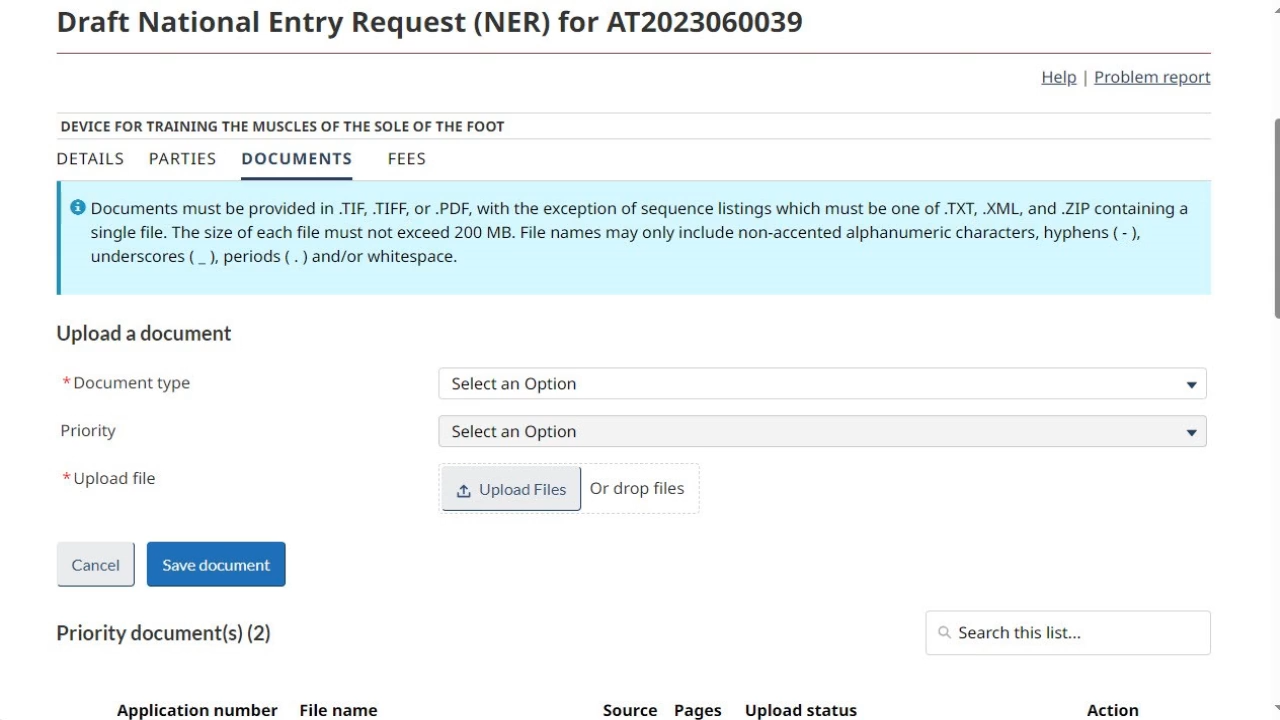 Draft National Entry Request (NER) for AT2023060039
Help | Problem report
DEVICE FOR TRAINING THE MUSCLES OF THE SOLE OF THE FOOT
DETAILS PARTIES DOCUMENTS FEES
Documents must be provided in .TIF, .TIFF, or .PDF, with the exception of sequence listings which must be one of .TXT, .XML, and .ZIP containing a
single file. The size of each file must not exceed 200 MB. File names may only include non-accented alphanumeric characters, hyphens ( - ),
underscores ( _ ), periods ( . ) and/or whitespace.
Upload a document
*Document type Select an Option
Priority Select an Option
*Upload file Upload Files Or drop files
Cancel Save document
Priority document(s) (2) Search this list...
Application number File name Source Pages Upload status Action